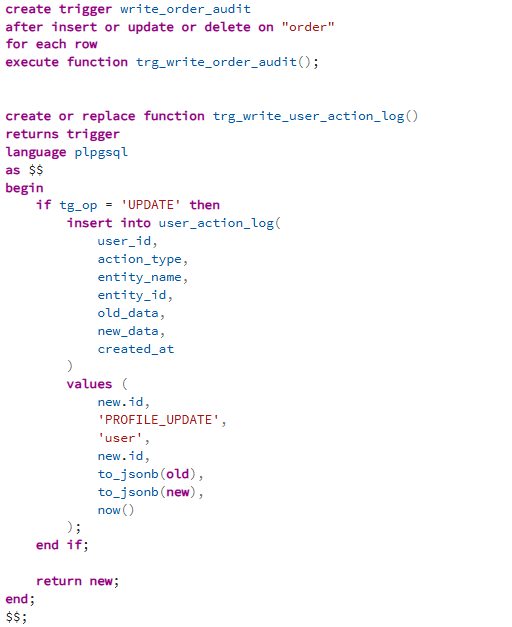 create trigger write_order_audit
after insert or update or delete on "order"
for each row
execute function trg_write_order_audit();


create or replace function trg_write_user_action_log()
returns trigger
language plpgsql
as $$
begin
    if tg_op = 'UPDATE' then
        insert into user_action_log(
            user_id,
            action_type,
            entity_name,
            entity_id,
            old_data,
            new_data,
            created_at
        )
        values (
            new.id,
            'PROFILE_UPDATE',
            'user',
            new.id,
            to_jsonb(old),
            to_jsonb(new),
            now()
        );
    end if;

    return new;
end;
$$;